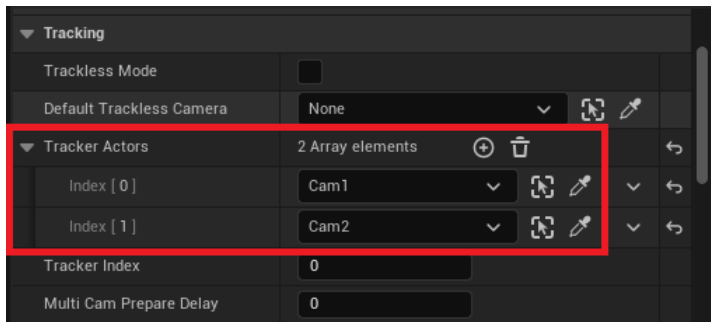 Tracking
Trackless Mode
Default Trackless Camera None
Tracker Actors 2 Array elements
Index [ 0 ] Cam1
Index [ 1 ] Cam2
Tracker Index 0
Multi Cam Prepare Delay 0